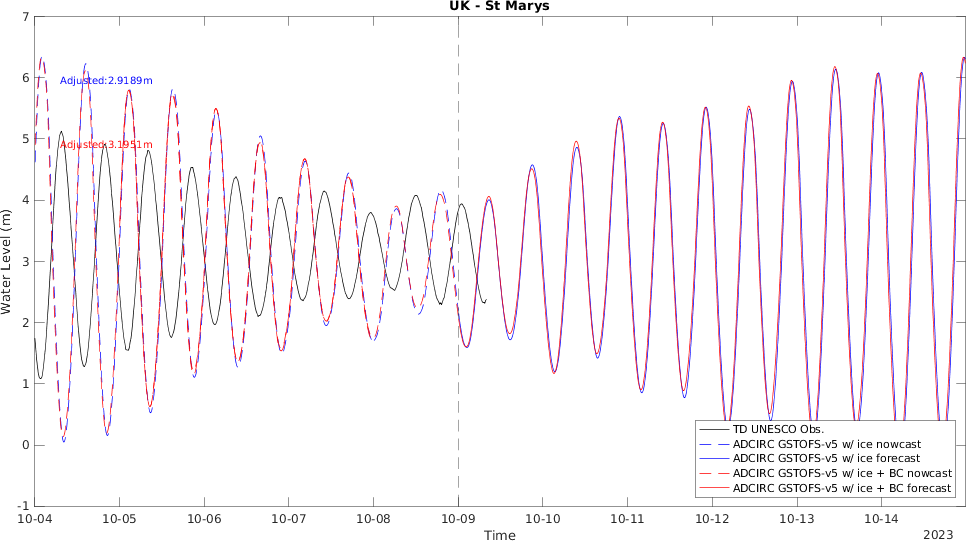 UK - St Marys
7
6
5
4
3
2
1
0
-1
Water Level (m)
Adjusted:2.9189m
Adjusted:3.1951m
TD UNESCO Obs.
ADCIRC GSTOFS-v5 w/ ice nowcast
ADCIRC GSTOFS-v5 w/ ice forecast
ADCIRC GSTOFS-v5 w/ ice + BC nowcast
ADCIRC GSTOFS-v5 w/ ice + BC forecast
10-04 10-05 10-06 10-07 10-08 10-09 10-10 10-11 10-12 10-13 10-14
Time
2023